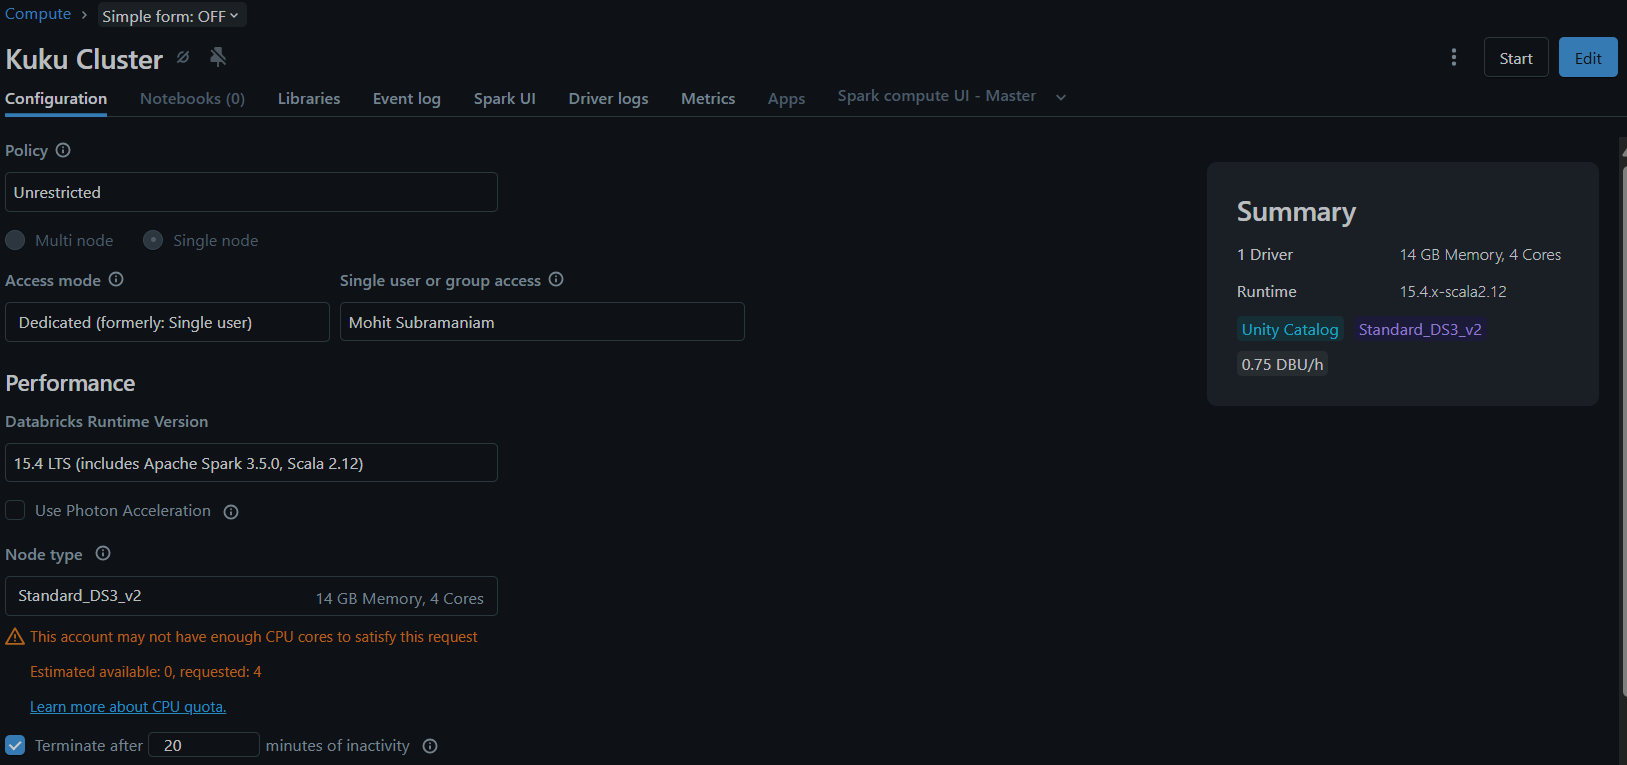 Compute › Simple form: OFF
Kuku Cluster
Start
Edit
Configuration Notebooks (0) Libraries Event log Spark UI Driver logs Metrics Apps Spark compute UI - Master
Policy
Unrestricted
Multi node Single node
Access mode Single user or group access
Dedicated (formerly: Single user) Mohit Subramaniam
Performance
Databricks Runtime Version
15.4 LTS (includes Apache Spark 3.5.0, Scala 2.12)
Use Photon Acceleration
Node type
Standard_DS3_v2 14 GB Memory, 4 Cores
This account may not have enough CPU cores to satisfy this request
Estimated available: 0, requested: 4
Learn more about CPU quota.
Terminate after 20 minutes of inactivity
Summary
1 Driver 14 GB Memory, 4 Cores
Runtime 15.4.x-scala2.12
Unity Catalog Standard_DS3_v2
0.75 DBU/h